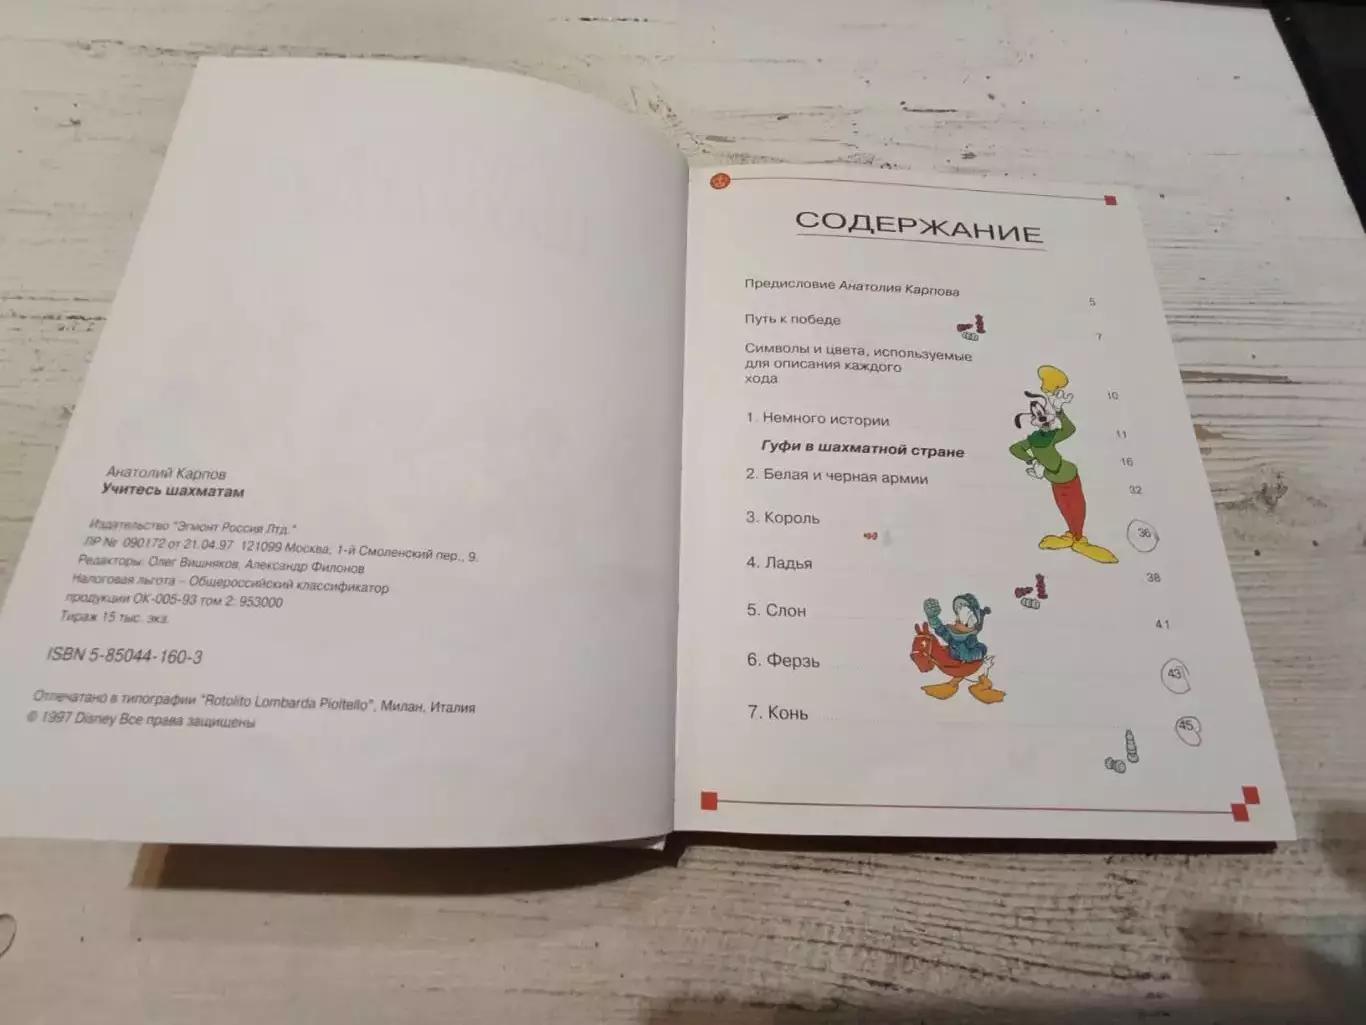 Анатолий Карпов
Учитесь шахматам
Издательство "Эгмонт Россия Лтд."
ЛР № 090172 от 21.04.97 121099 Москва, 1-й Смоленский пер., 9.
Редакторы: Олег Вишняков, Александр Филонов
Налоговая льгота – Общероссийский классификатор
продукции ОК-005-93 том 2: 953000
Тираж 15 тыс. экз.
ISBN 5-85044-160-3
Отпечатано в типографии "Rotolito Lombarda Pioltello", Милан, Италия
© 1997 Disney Все права защищены
СОДЕРЖАНИЕ
Предисловие Анатолия Карпова 5
Путь к победе 7
Символы и цвета, используемые
для описания каждого
хода 10
1. Немного истории 11
Гуфи в шахматной стране 16
2. Белая и черная армии 32
3. Король 36
4. Ладья 38
5. Слон 41
6. Ферзь 43
7. Конь 45